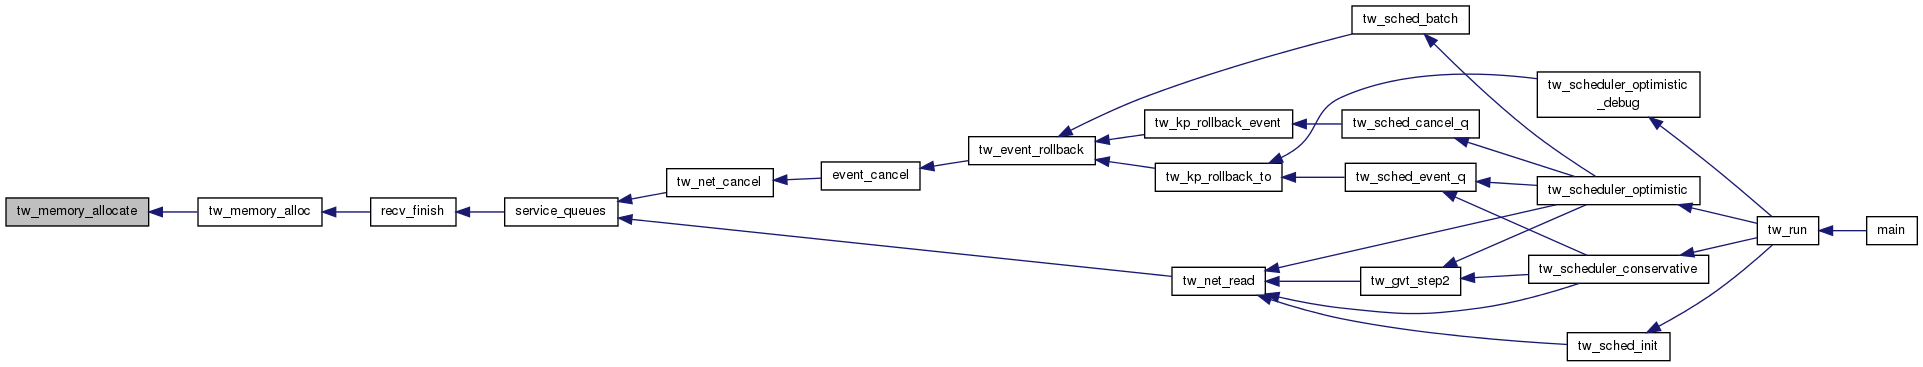 tw_memory_allocate
tw_memory_alloc
recv_finish
service_queues
tw_net_cancel
event_cancel
tw_event_rollback
tw_sched_batch
tw_kp_rollback_event
tw_kp_rollback_to
tw_sched_cancel_q
tw_sched_event_q
tw_net_read
tw_gvt_step2
tw_scheduler_optimistic
_debug
tw_scheduler_optimistic
tw_scheduler_conservative
tw_sched_init
tw_run
main